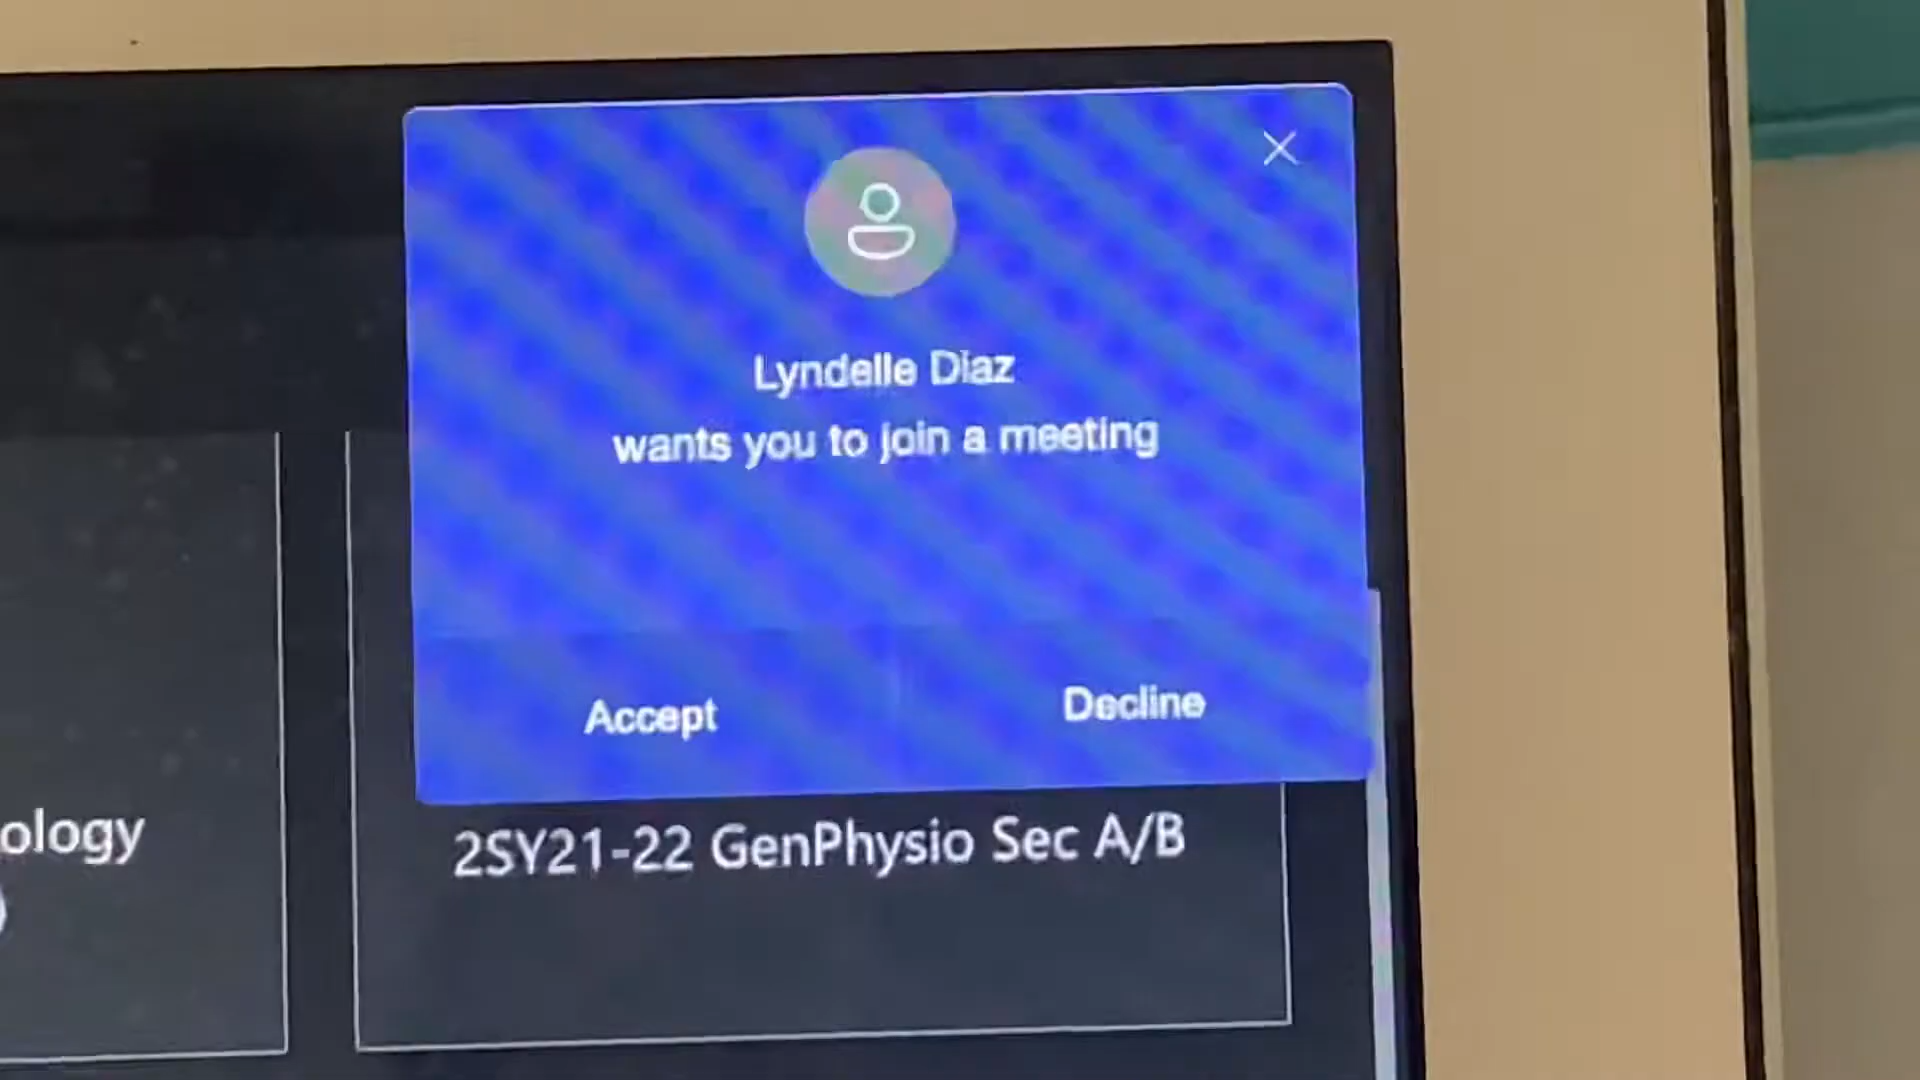 Lyndelle Diaz
wants you to join a meeting
Accept
Decline
ology
2SY21-22 GenPhysio Sec A/B